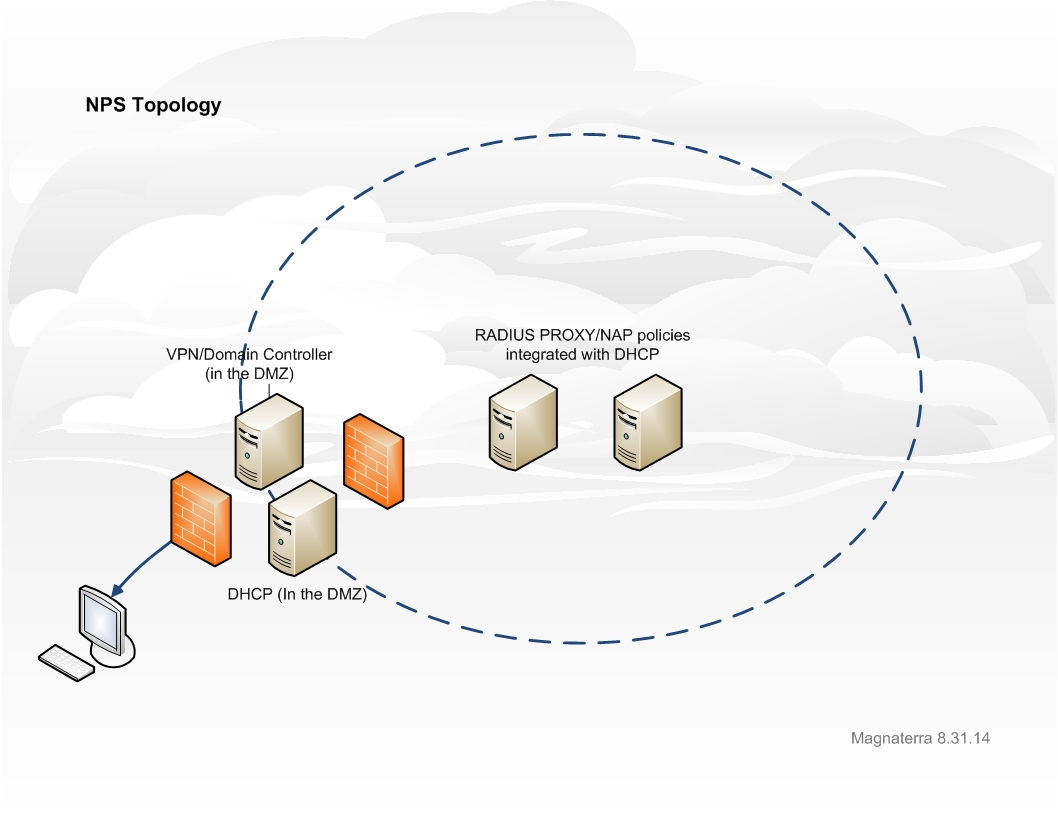 NPS Topology
RADIUS PROXY/NAP policies
integrated with DHCP
VPN/Domain Controller
(in the DMZ)
DHCP (In the DMZ)
Magnaterra 8.31.14